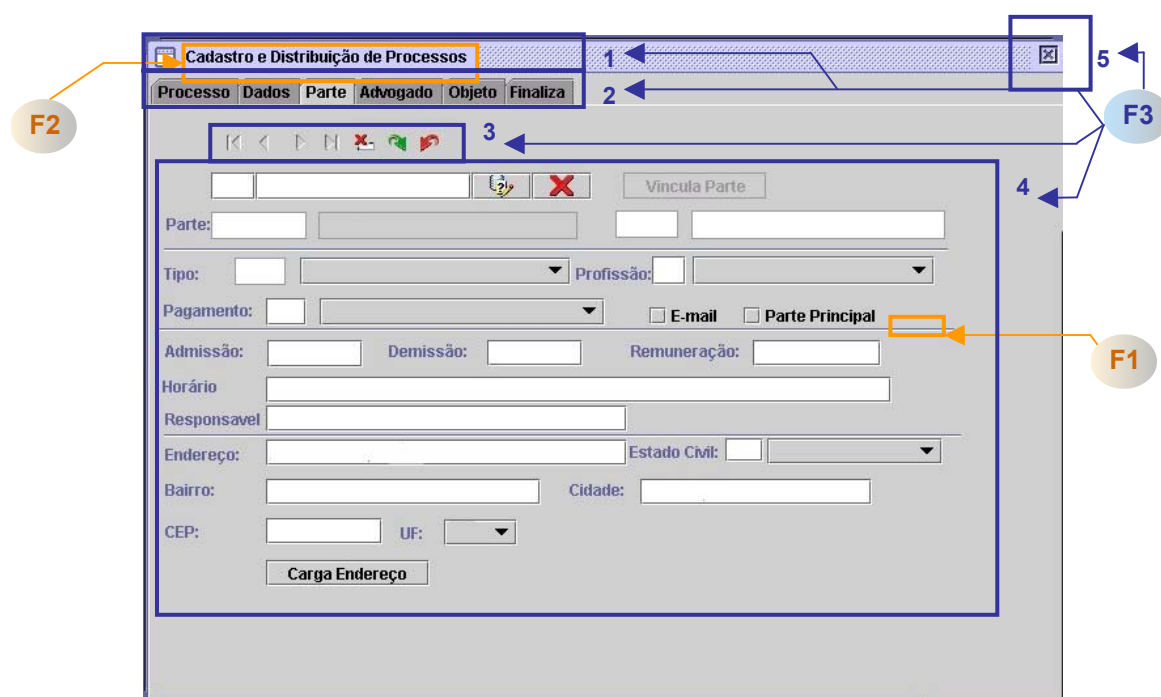 Cadastro e Distribuição de Processos 1 5
Processo Dados Parte Advogado Objeto Finaliza 2
F2 F3
3
Vincula Parte 4
Parte:
Tipo: Profissão:
Pagamento: E-mail Parte Principal
Admissão: Demissão: Remuneração: F1
Horário
Responsavel
Endereço: Estado Civil:
Bairro: Cidade:
CEP: UF:
Carga Endereço